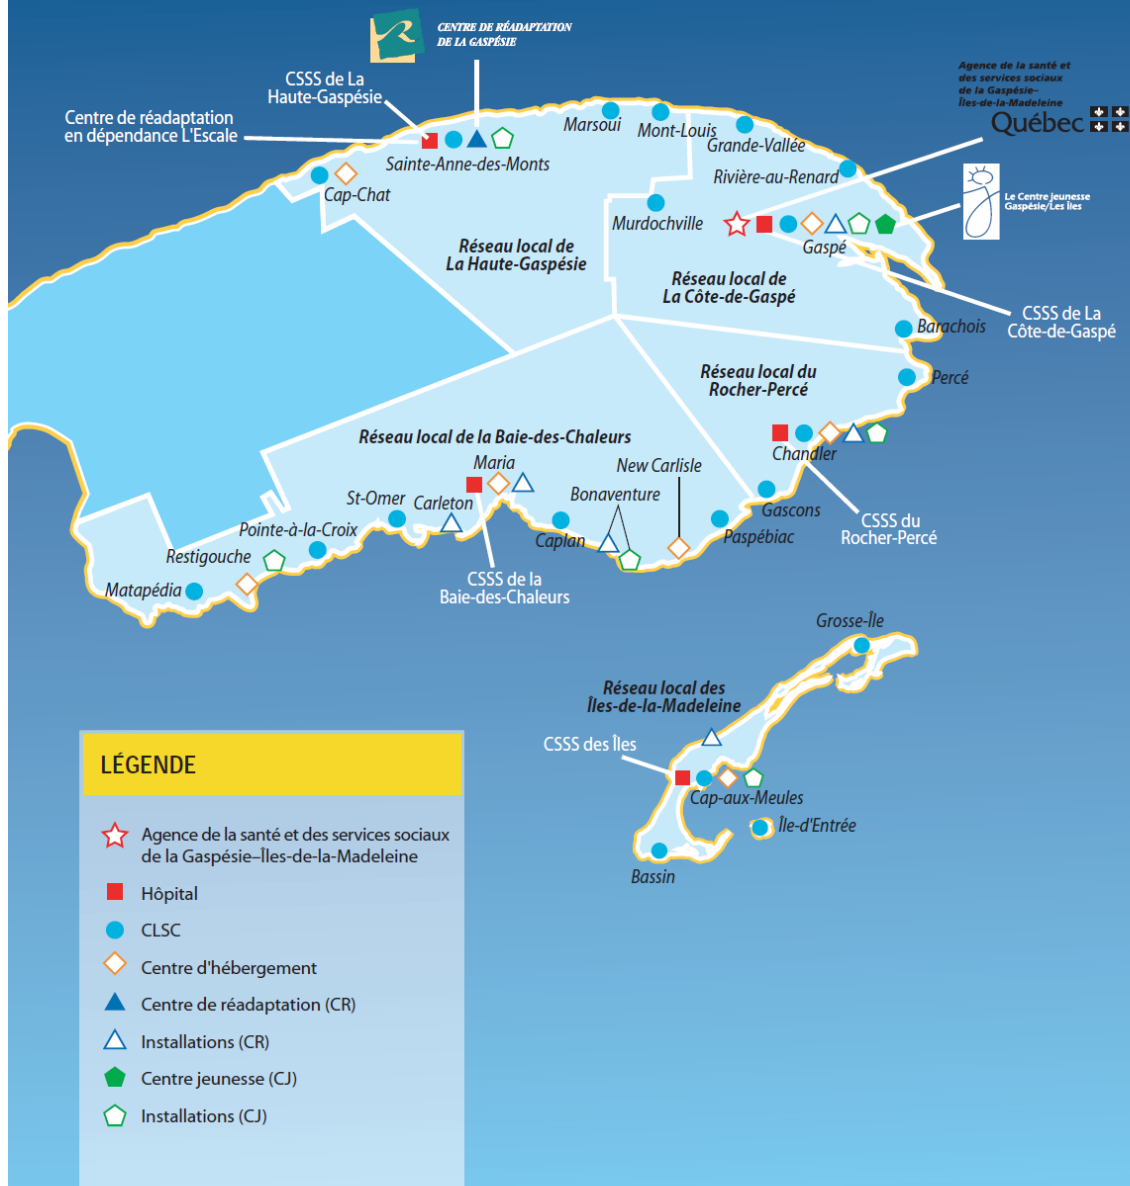 CENTRE DE RÉADAPTATION
DE LA GASPÉSIE
CSSS de La
Haute-Gaspésie
Centre de réadaptation
en dépendance L'Escale
Agence de la santé et
des services sociaux
de la Gaspésie–
Îles-de-la-Madeleine
Québec
Marsoui
Mont-Louis
Grande-Vallée
Sainte-Anne-des-Monts
Rivière-au-Renard
Cap-Chat
Le Centre jeunesse
Gaspésie/Les Îles
Murdochville
Gaspé
Réseau local de
La Haute-Gaspésie
Réseau local de
La Côte-de-Gaspé
CSSS de La
Côte-de-Gaspé
Barachois
Réseau local du
Rocher-Percé
Percé
Réseau local de la Baie-des-Chaleurs
Chandler
Maria
New Carlisle
Bonaventure
St-Omer
Carleton
Gascons
CSSS du
Rocher-Percé
Pointe-à-la-Croix
Caplan
Paspébiac
Restigouche
Matapédia
CSSS de la
Baie-des-Chaleurs
Grosse-Île
Réseau local des
Îles-de-la-Madeleine
CSSS des Îles
Cap-aux-Meules
Île-d'Entrée
Bassin
LÉGENDE
Agence de la santé et des services sociaux
de la Gaspésie–Îles-de-la-Madeleine
Hôpital
CLSC
Centre d'hébergement
Centre de réadaptation (CR)
Installations (CR)
Centre jeunesse (CJ)
Installations (CJ)